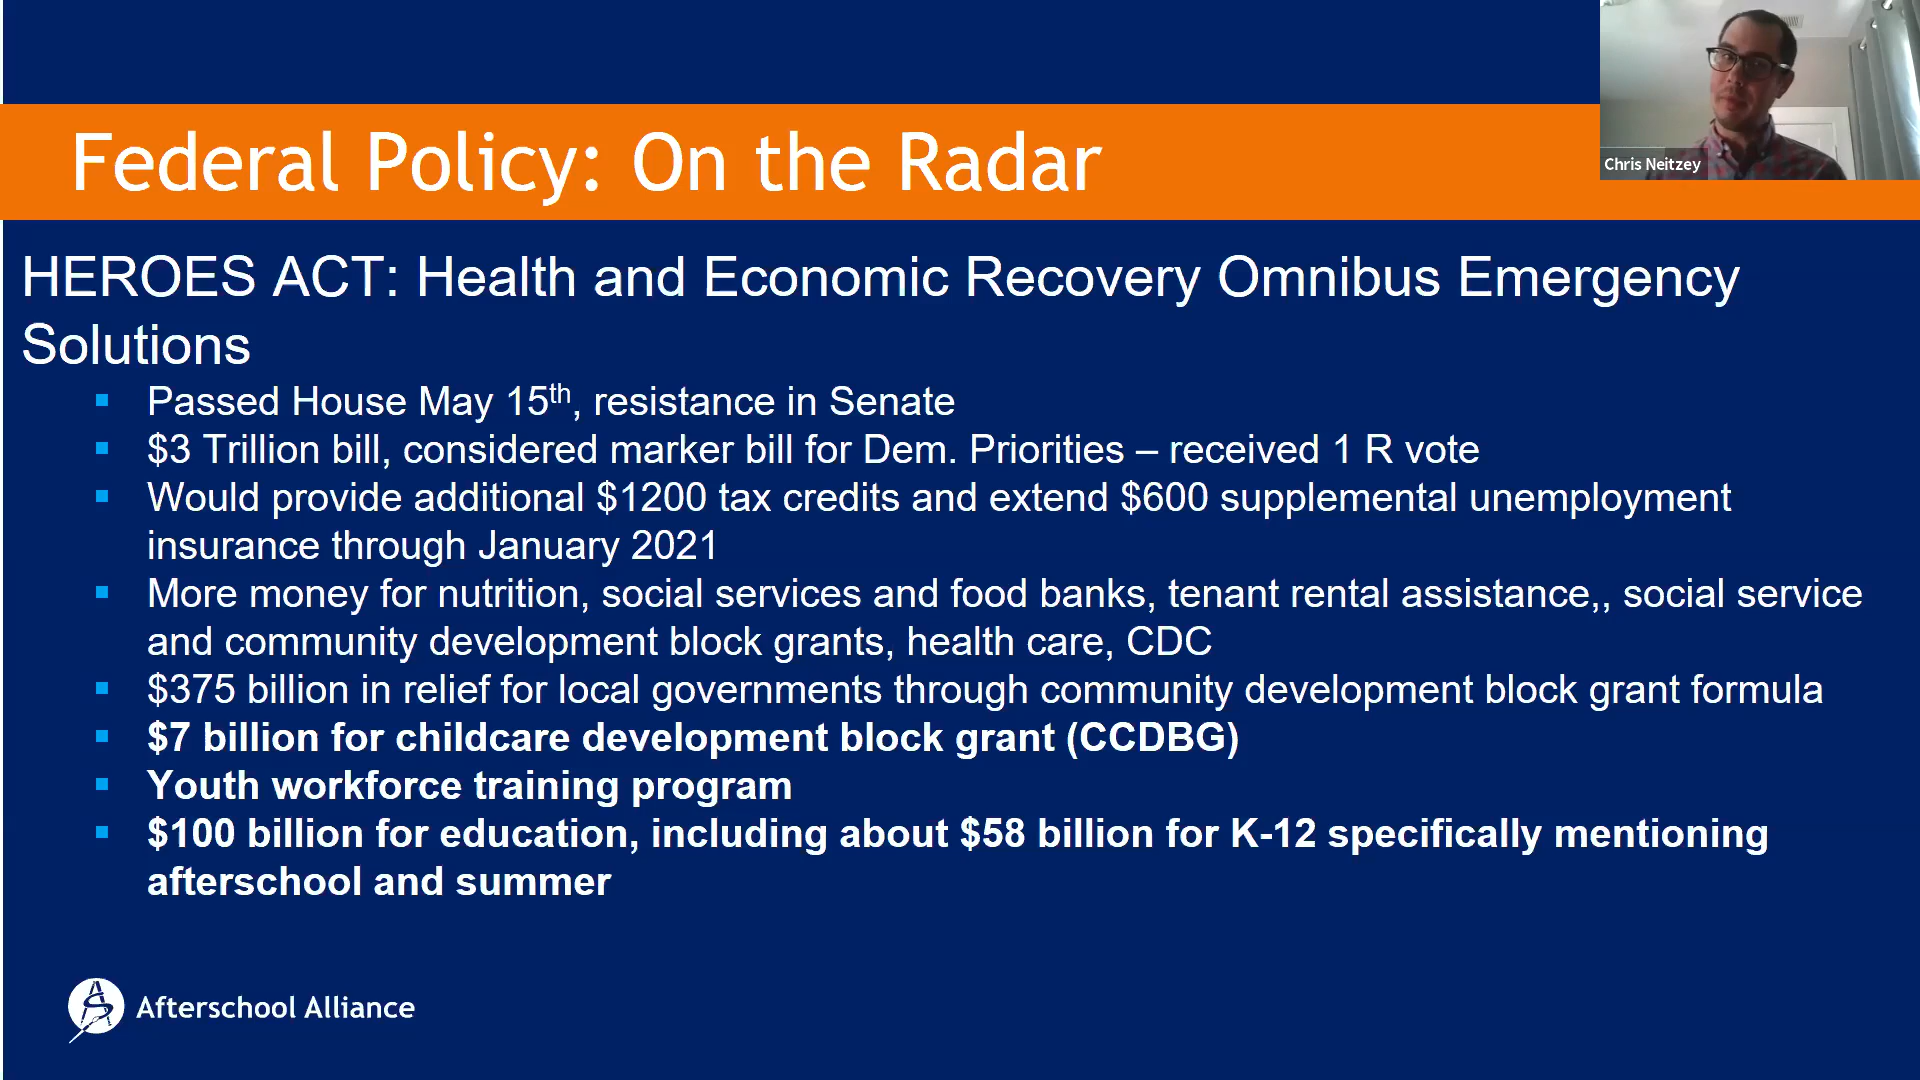 Chris Neitzey
Federal Policy: On the Radar
HEROES ACT: Health and Economic Recovery Omnibus Emergency
Solutions
Passed House May 15th, resistance in Senate
$3 Trillion bill, considered marker bill for Dem. Priorities – received 1 R vote
Would provide additional $1200 tax credits and extend $600 supplemental unemployment
insurance through January 2021
More money for nutrition, social services and food banks, tenant rental assistance,, social service
and community development block grants, health care, CDC
$375 billion in relief for local governments through community development block grant formula
$7 billion for childcare development block grant (CCDBG)
Youth workforce training program
$100 billion for education, including about $58 billion for K-12 specifically mentioning
afterschool and summer
Afterschool Alliance